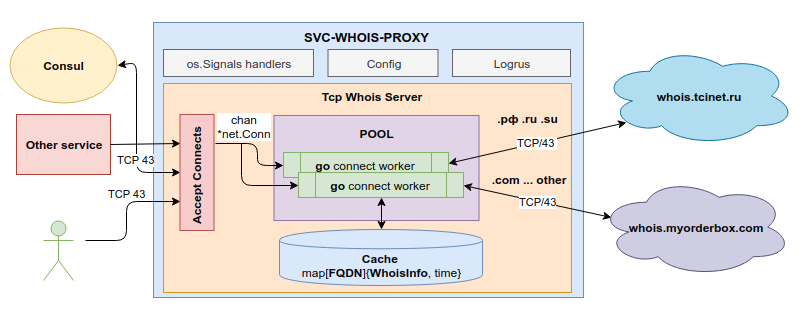 SVC-WHOIS-PROXY
os.Signals handlers
Config
Logrus
Consul
Tcp Whois Server
whois.tcinet.ru
chan
*net.Conn
.рф .ru .su
POOL
Other service
TCP/43
TCP 43
Accept Connects
go connect worker
go connect worker
.com ... other
TCP 43
TCP/43
whois.myorderbox.com
Cache
map[FQDN]{WhoisInfo, time}